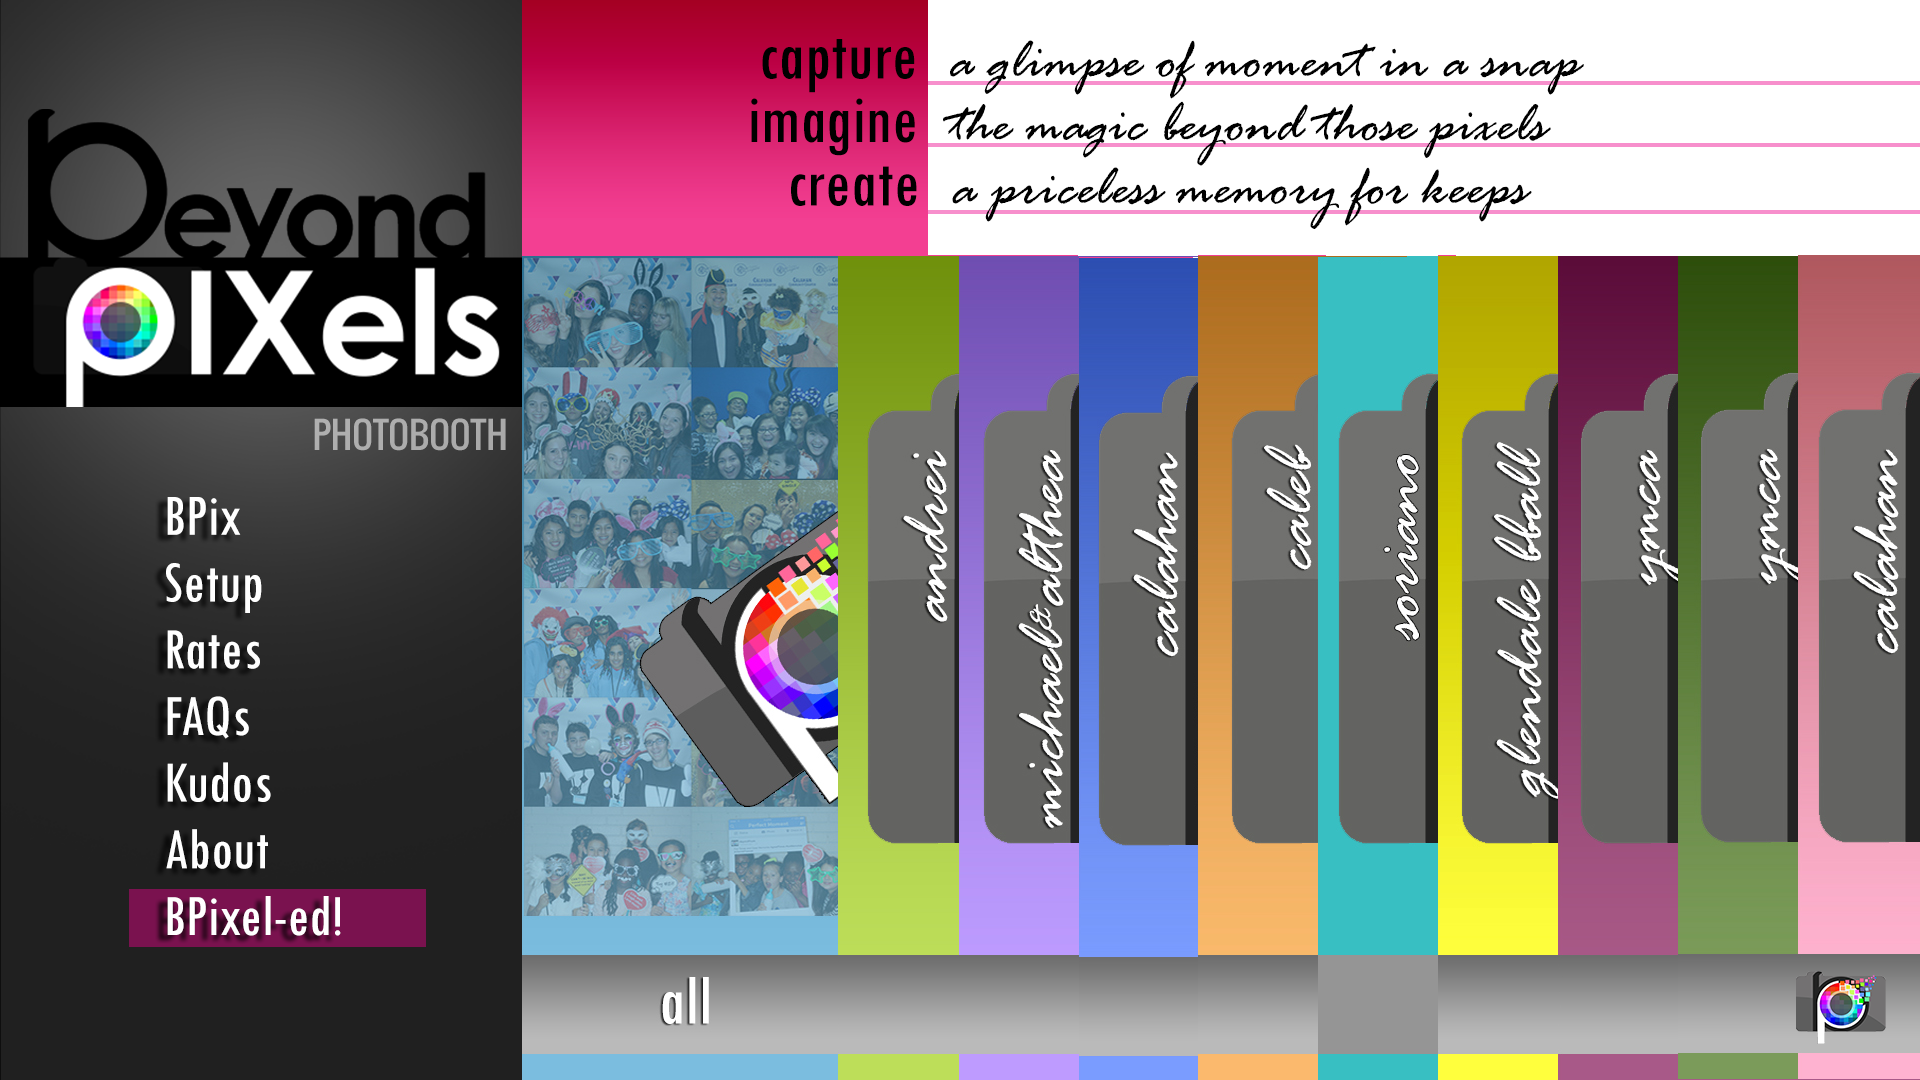 beyond
pIXels
PHOTOBOOTH
BPix
Setup
Rates
FAQs
Kudos
About
BPixel-ed!
capture a glimpse of moment in a snap
imagine the magic beyond those pixels
create a priceless memory for keeps
andrei
michael & althea
calahan
caleb
soriano
glendale bball
ymca
ymca
calahan
all